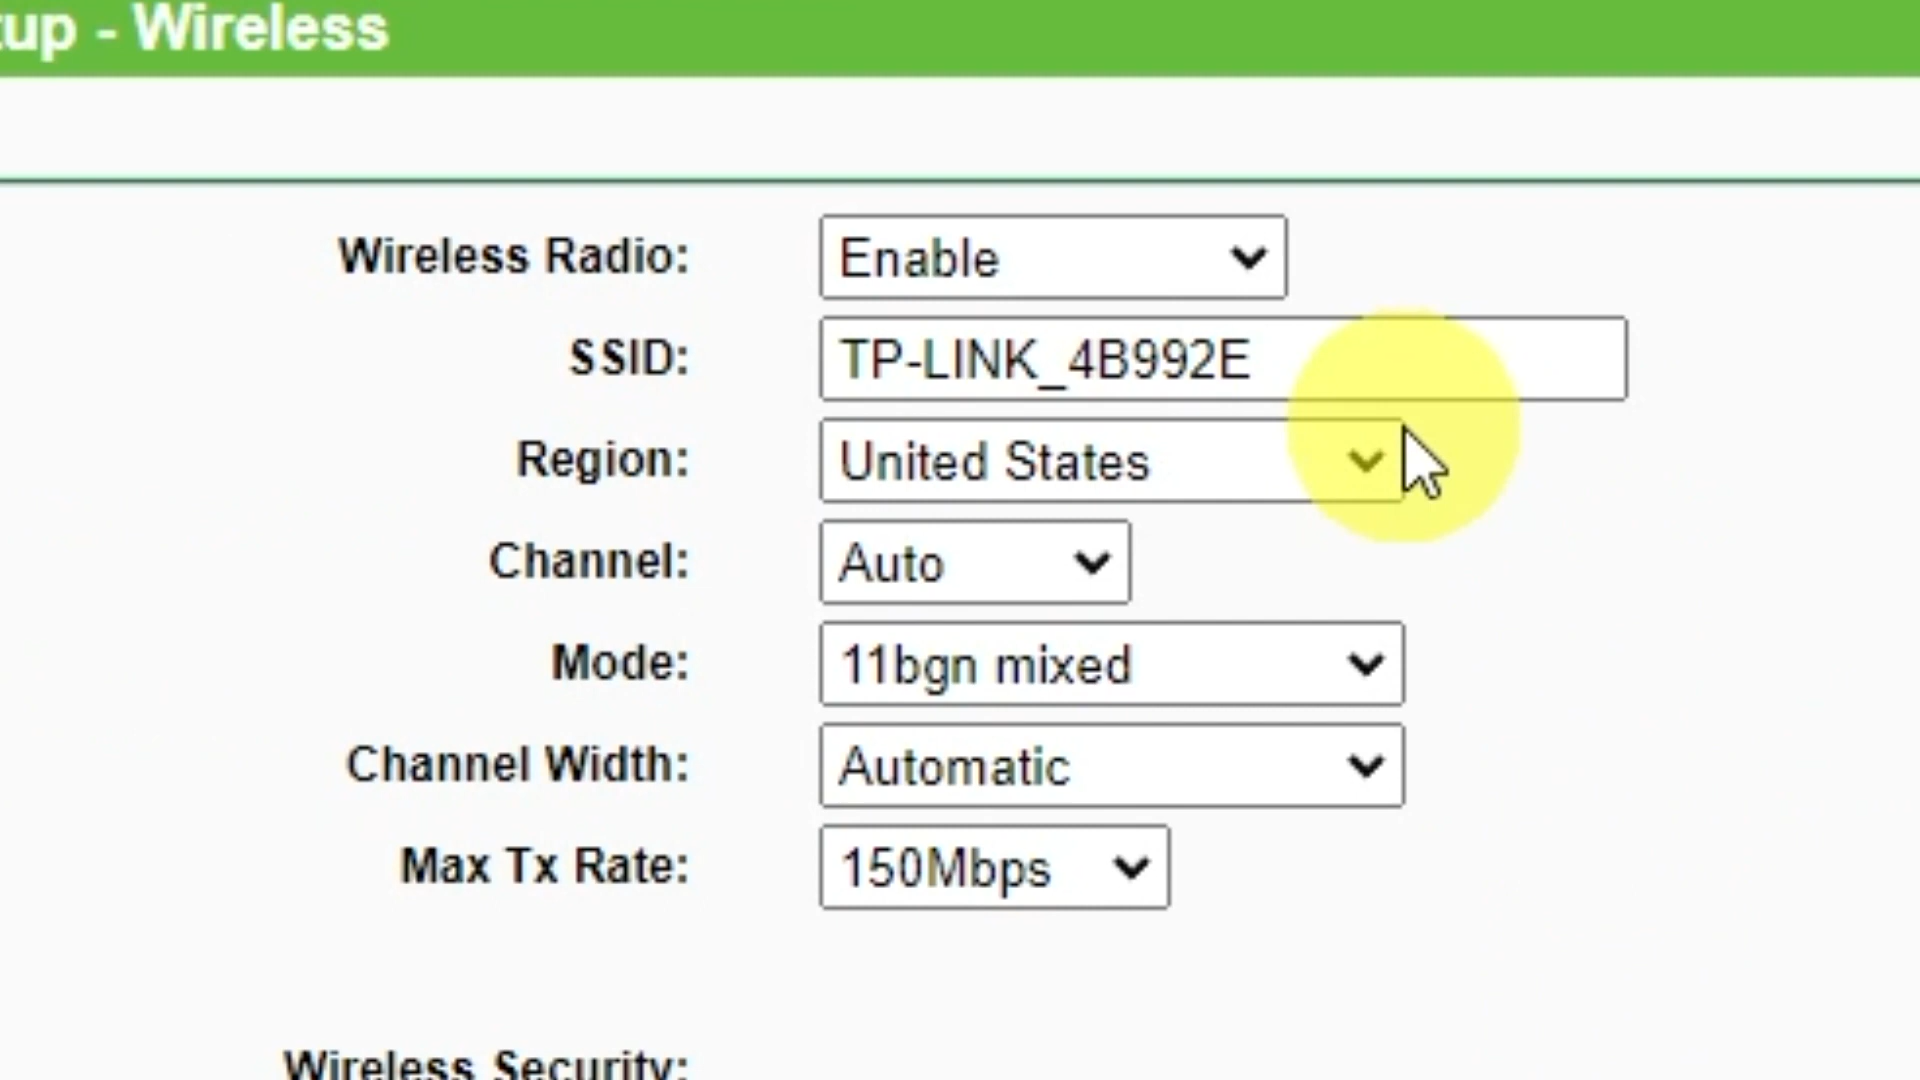 tup - Wireless
Wireless Radio: Enable
SSID: TP-LINK_4B992E
Region: United States
Channel: Auto
Mode: 11bgn mixed
Channel Width: Automatic
Max Tx Rate: 150Mbps
Wireless Security: